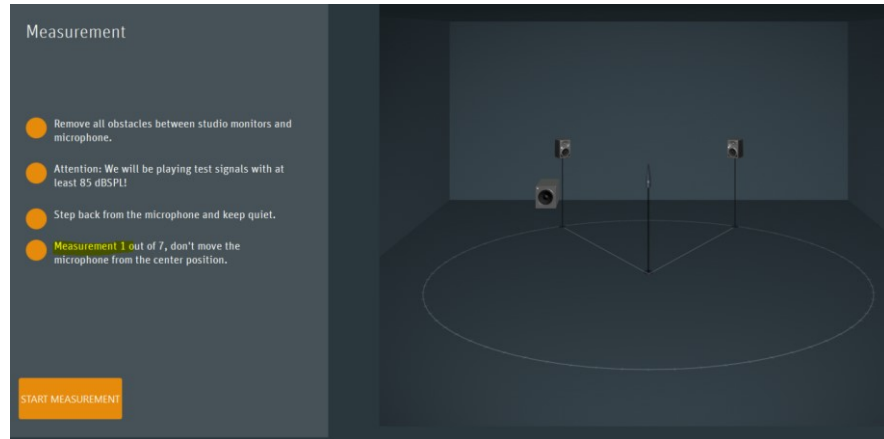 Measurement
Remove all obstacles between studio monitors and
microphone.
Attention: We will be playing test signals with at
least 85 dBSPL!
Step back from the microphone and keep quiet.
Measurement 1 out of 7, don't move the
microphone from the center position.
START MEASUREMENT